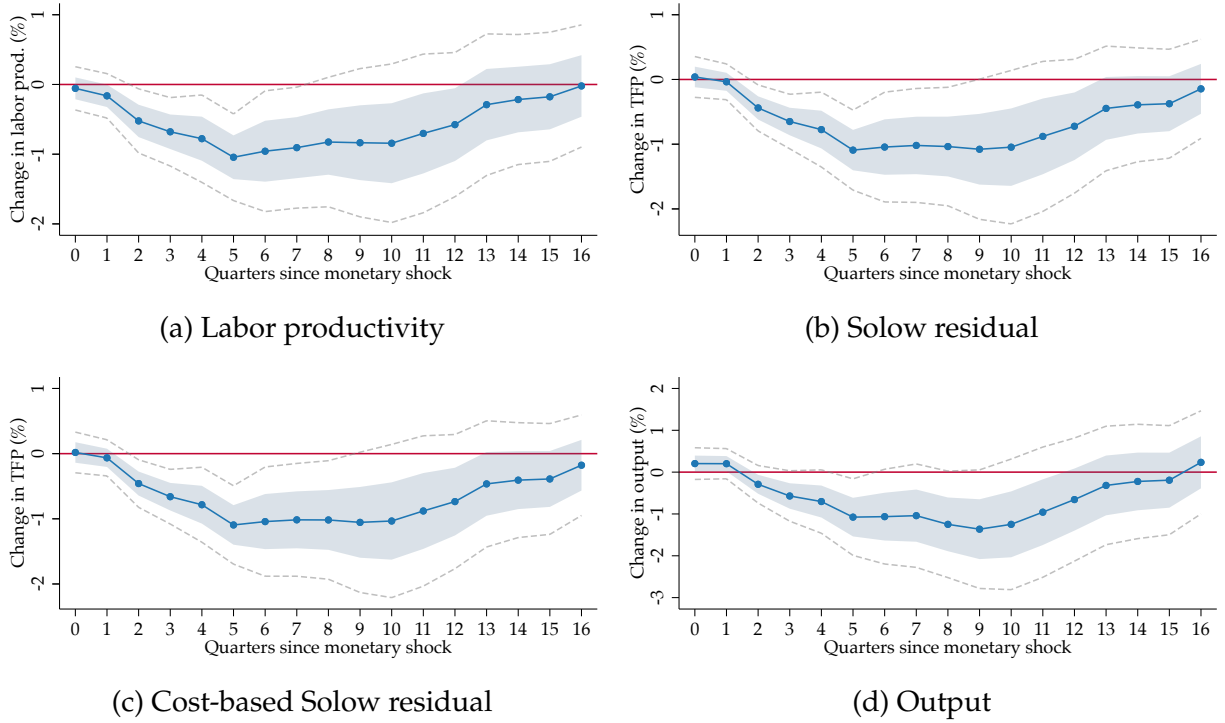 Change in labor prod. (%)
1
0
-1
-2
0 1 2 3 4 5 6 7 8 9 10 11 12 13 14 15 16
Quarters since monetary shock
(a) Labor productivity
Change in TFP (%)
1
0
-1
-2
0 1 2 3 4 5 6 7 8 9 10 11 12 13 14 15 16
Quarters since monetary shock
(b) Solow residual
Change in TFP (%)
1
0
-1
-2
0 1 2 3 4 5 6 7 8 9 10 11 12 13 14 15 16
Quarters since monetary shock
(c) Cost-based Solow residual
Change in output (%)
2
1
0
-1
-2
-3
0 1 2 3 4 5 6 7 8 9 10 11 12 13 14 15 16
Quarters since monetary shock
(d) Output